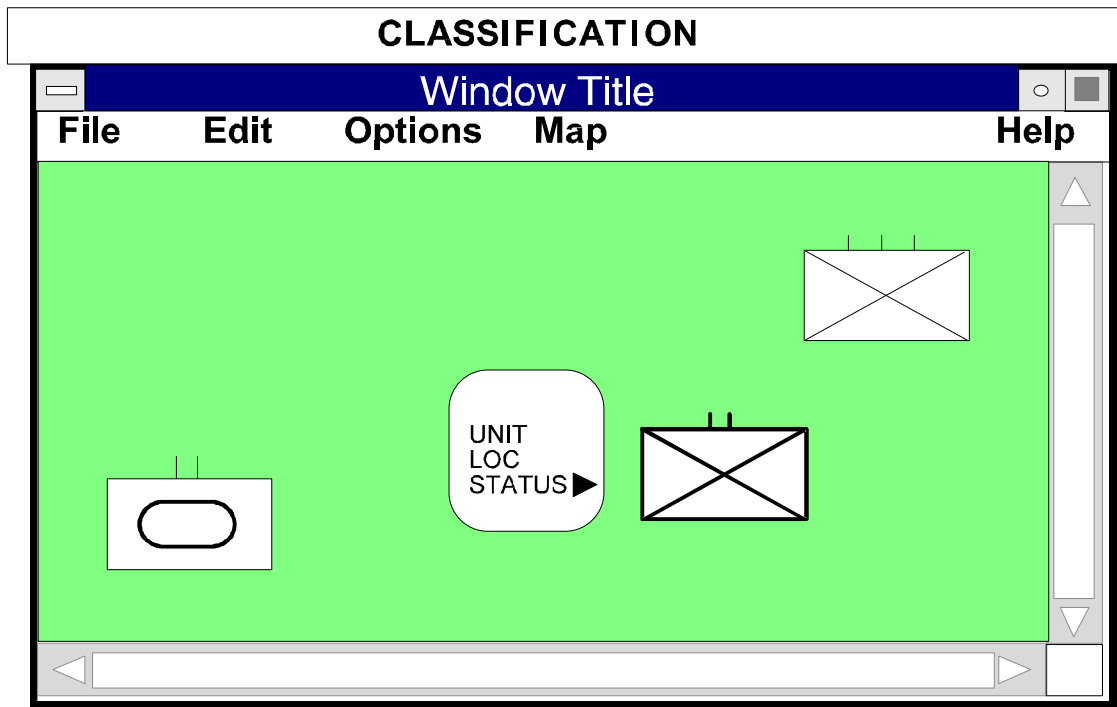 CLASSIFICATION
Window Title
File Edit Options Map Help
UNIT
LOC
STATUS